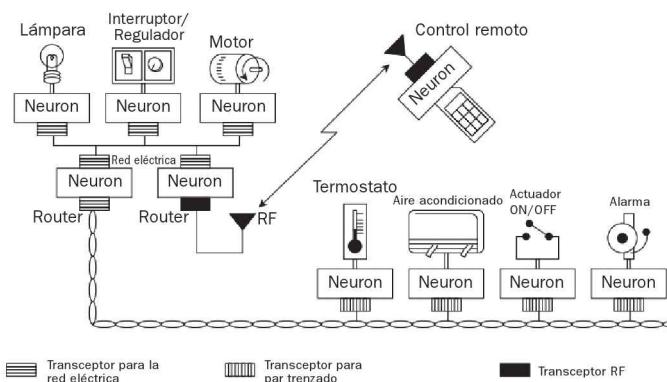 Lámpara
Interruptor/
Regulador
Motor
Control remoto
Neuron
Neuron
Neuron
Neuron
Red eléctrica
Neuron
Neuron
Router
Router
RF
Termostato
Aire acondicionado
Actuador
ON/OFF
Alarma
Neuron
Neuron
Neuron
Neuron
Transceptor para la
red eléctrica
Transceptor para
par trenzado
Transceptor RF